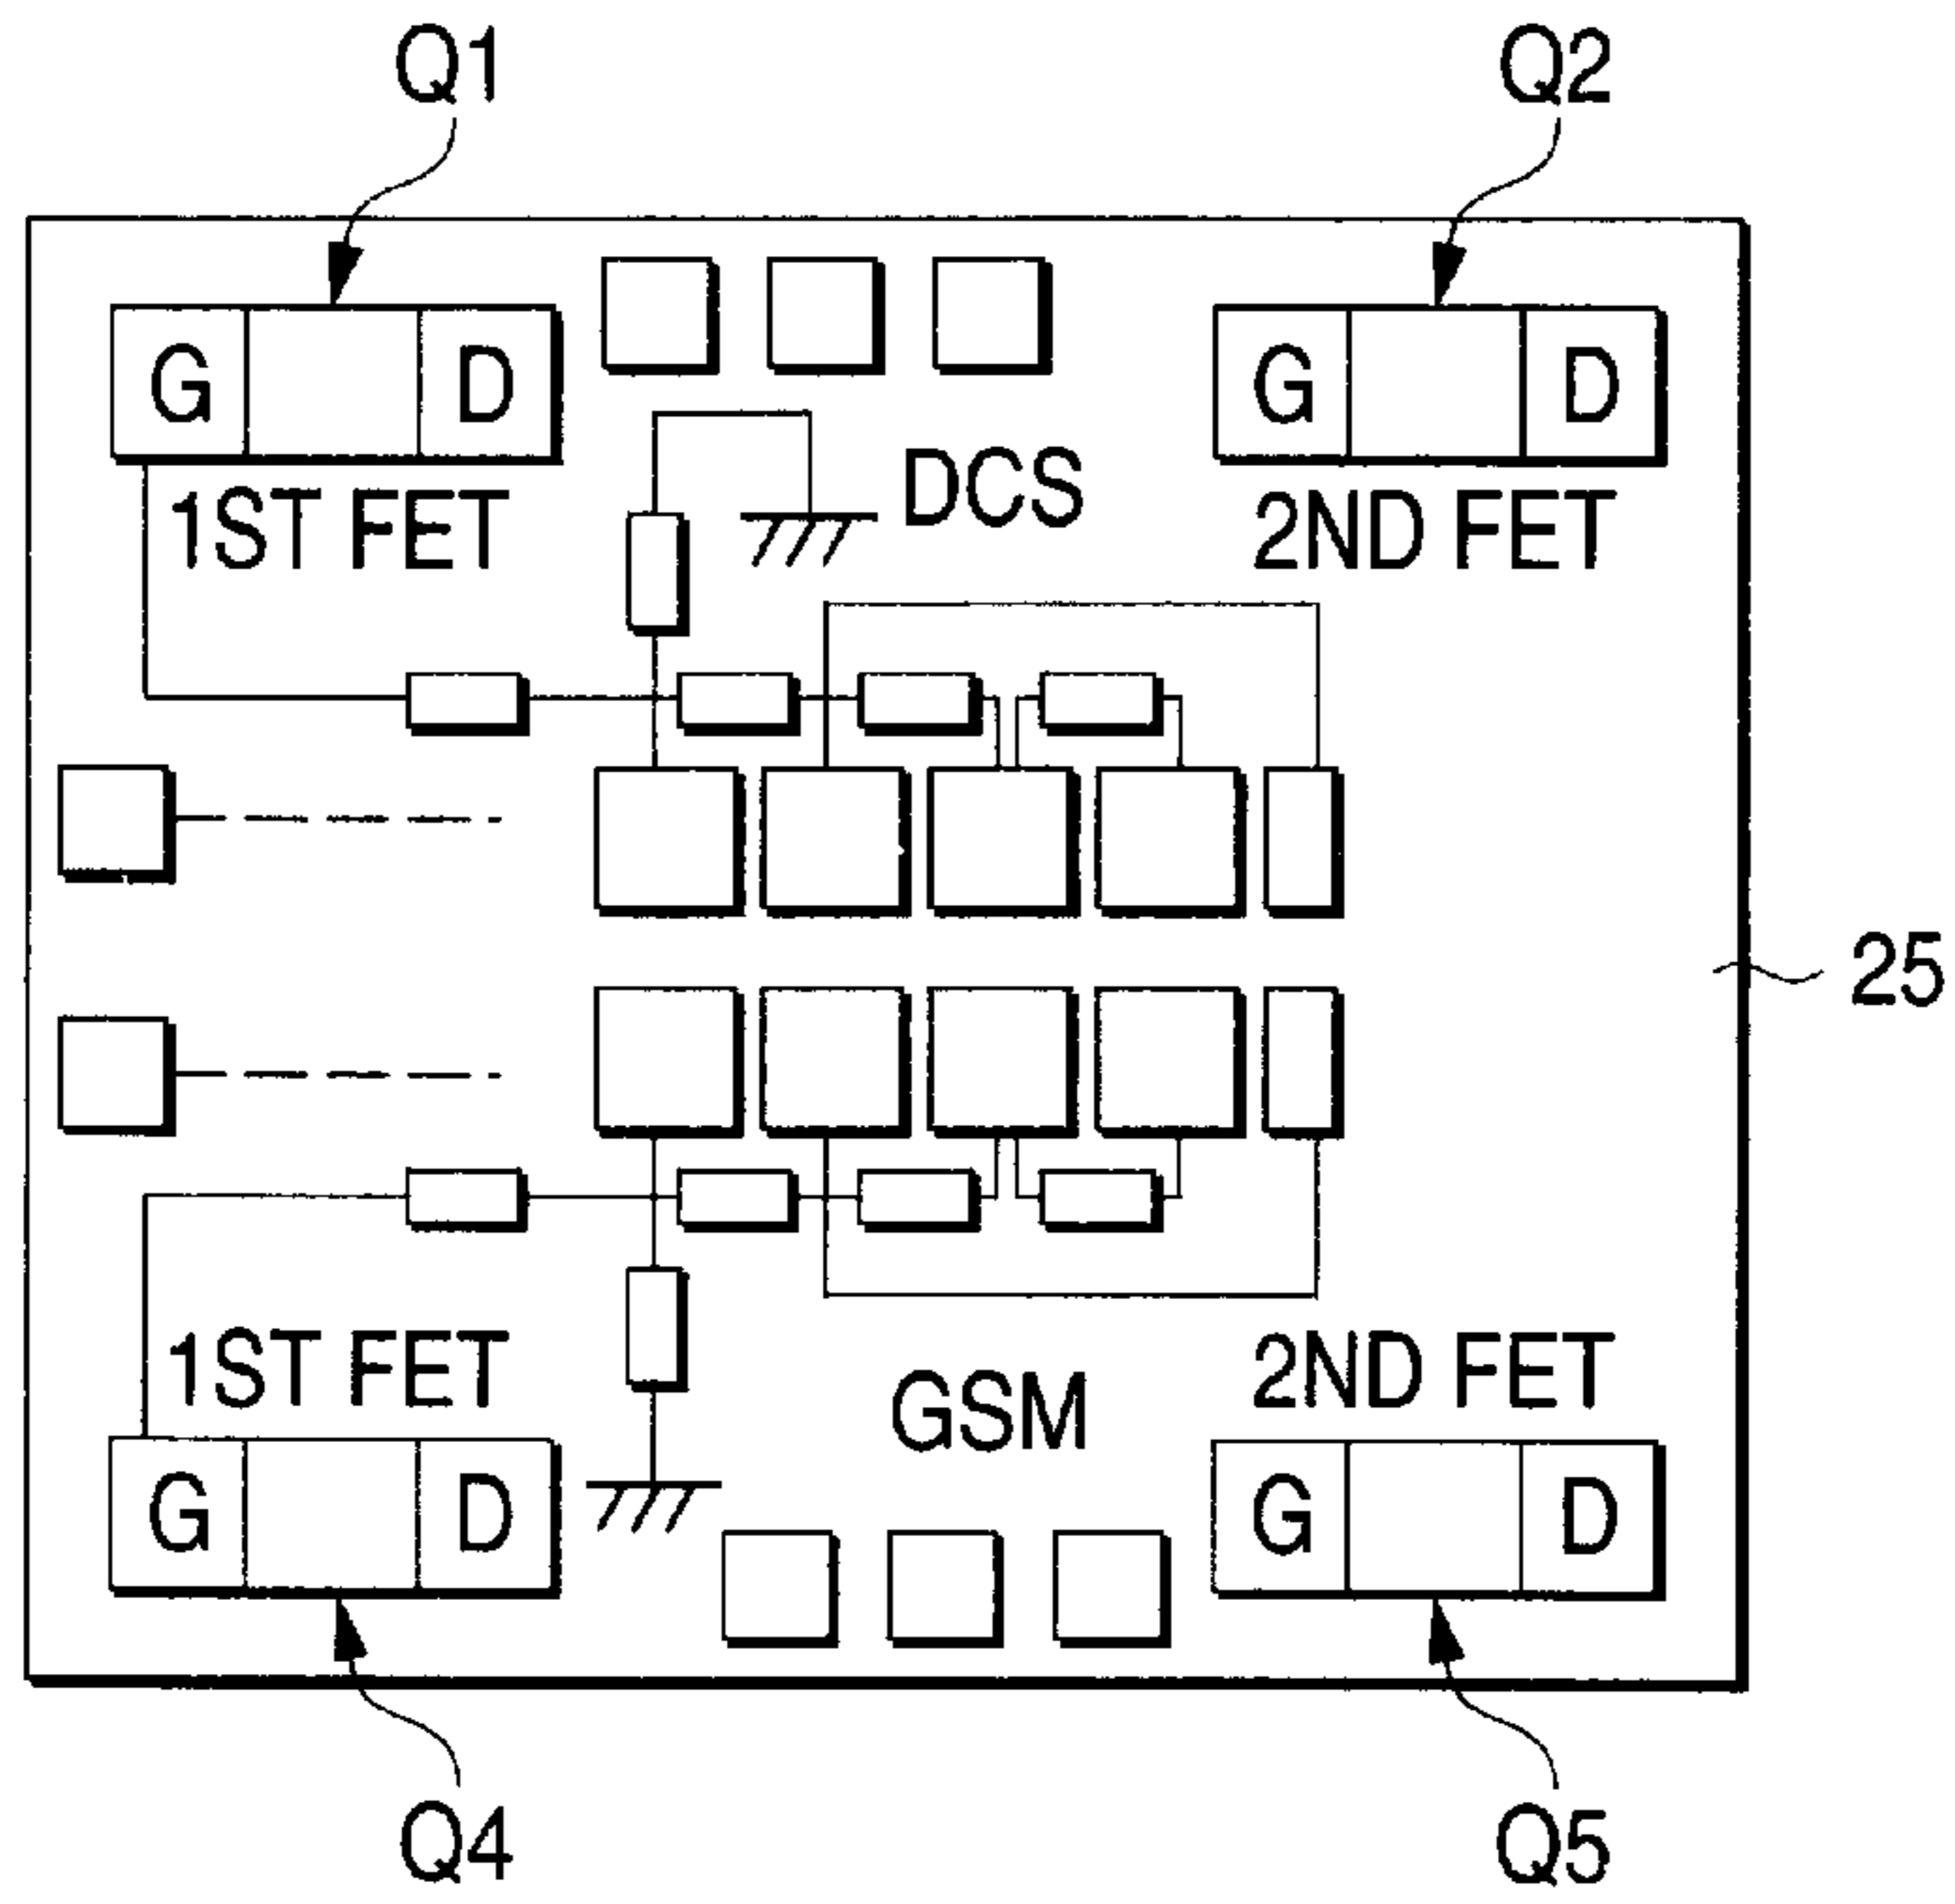 Q1 Q2
G D G D
DCS
1ST FET 2ND FET
25
1ST FET 2ND FET
GSM
G D G D
Q4 Q5